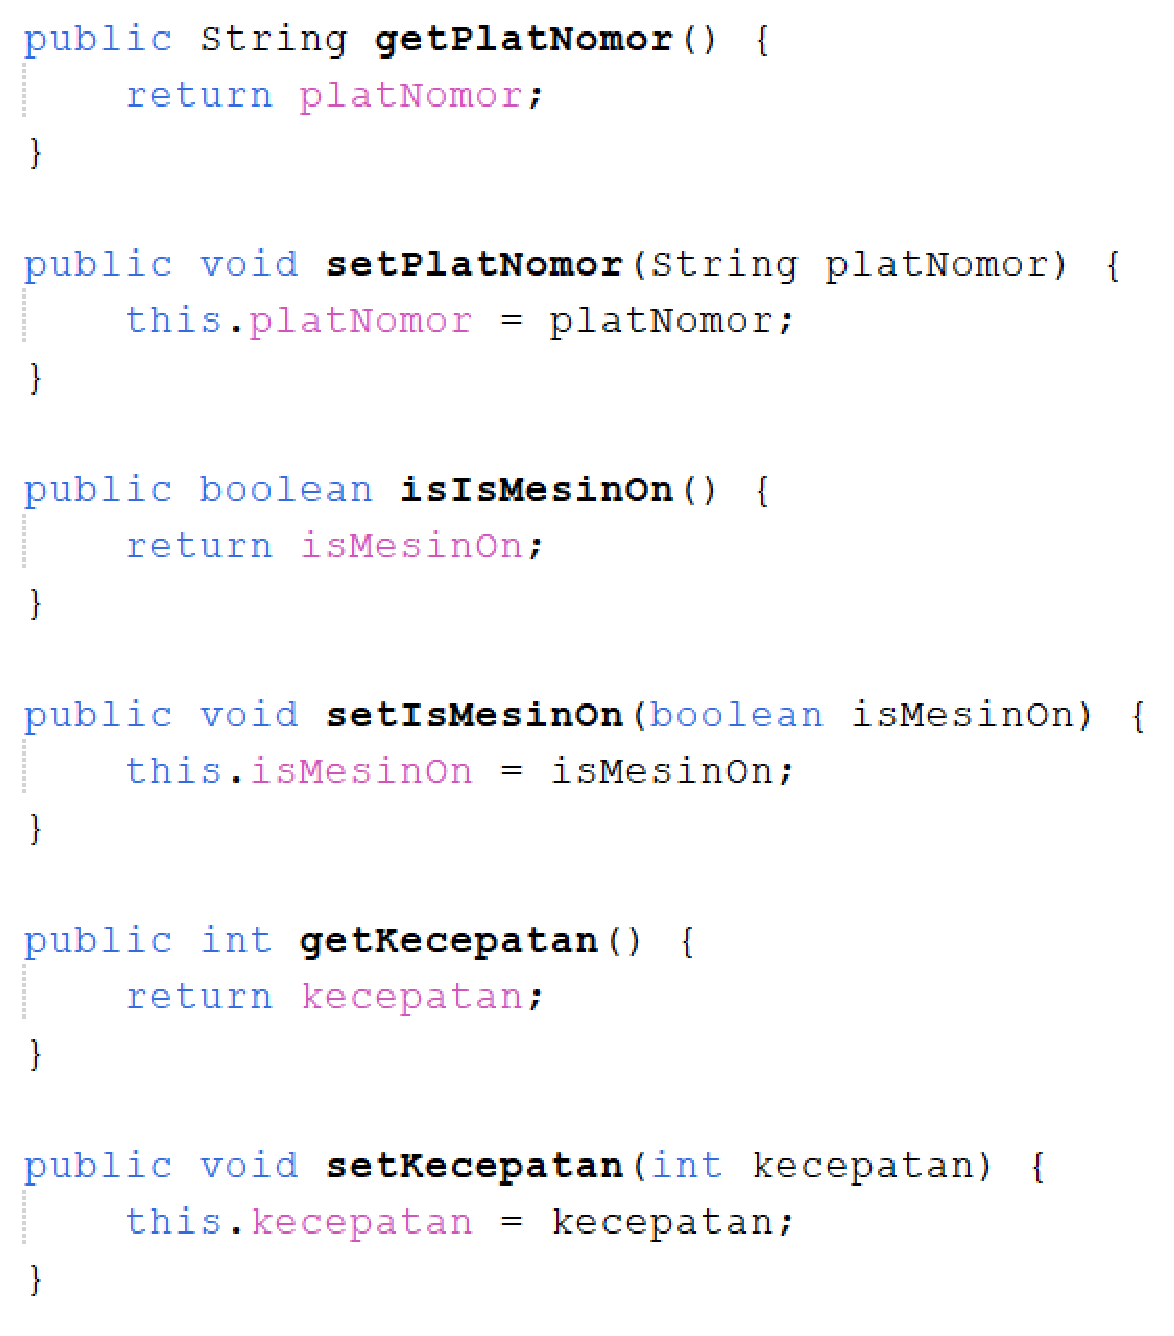 public String getPlatNomor() {
    return platNomor;
}

public void setPlatNomor(String platNomor) {
    this.platNomor = platNomor;
}

public boolean isIsMesinOn() {
    return isMesinOn;
}

public void setIsMesinOn(boolean isMesinOn) {
    this.isMesinOn = isMesinOn;
}

public int getKecepatan() {
    return kecepatan;
}

public void setKecepatan(int kecepatan) {
    this.kecepatan = kecepatan;
}